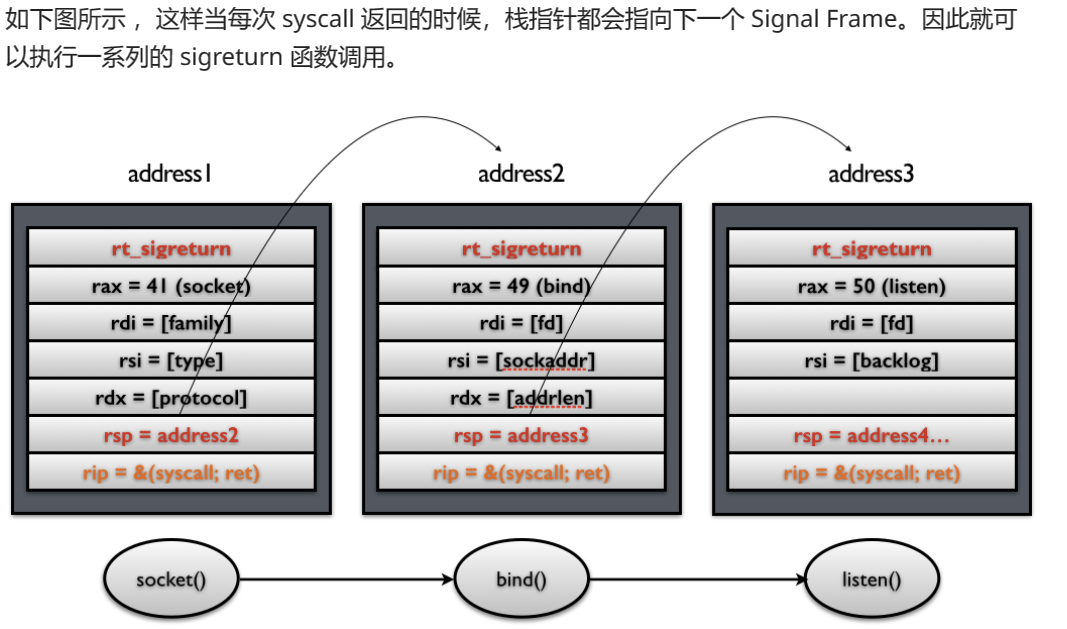 如下图所示 ，这样当每次 syscall 返回的时候，栈指针都会指向下一个 Signal Frame。因此就可
以执行一系列的 sigreturn 函数调用。
address1 address2 address3
rt_sigreturn rt_sigreturn rt_sigreturn
rax = 41 (socket) rax = 49 (bind) rax = 50 (listen)
rdi = [family] rdi = [fd] rdi = [fd]
rsi = [type] rsi = [sockaddr] rsi = [backlog]
rdx = [protocol] rdx = [addrlen]
rsp = address2 rsp = address3 rsp = address4...
rip = &(syscall; ret) rip = &(syscall; ret) rip = &(syscall; ret)
socket() bind() listen()